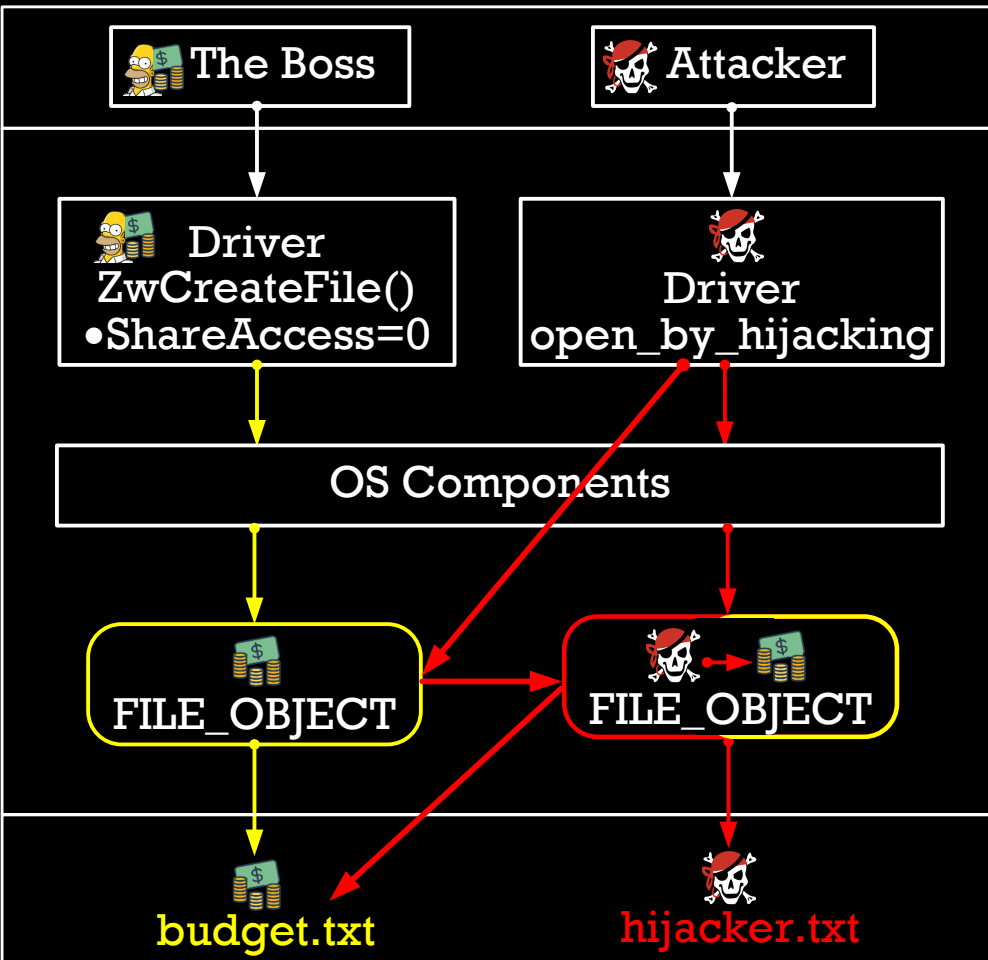 The Boss
Attacker
Driver
ZwCreateFile()
•ShareAccess=0
Driver
open_by_hijacking
OS Components
$
FILE_OBJECT
$
FILE_OBJECT
$
budget.txt
hijacker.txt